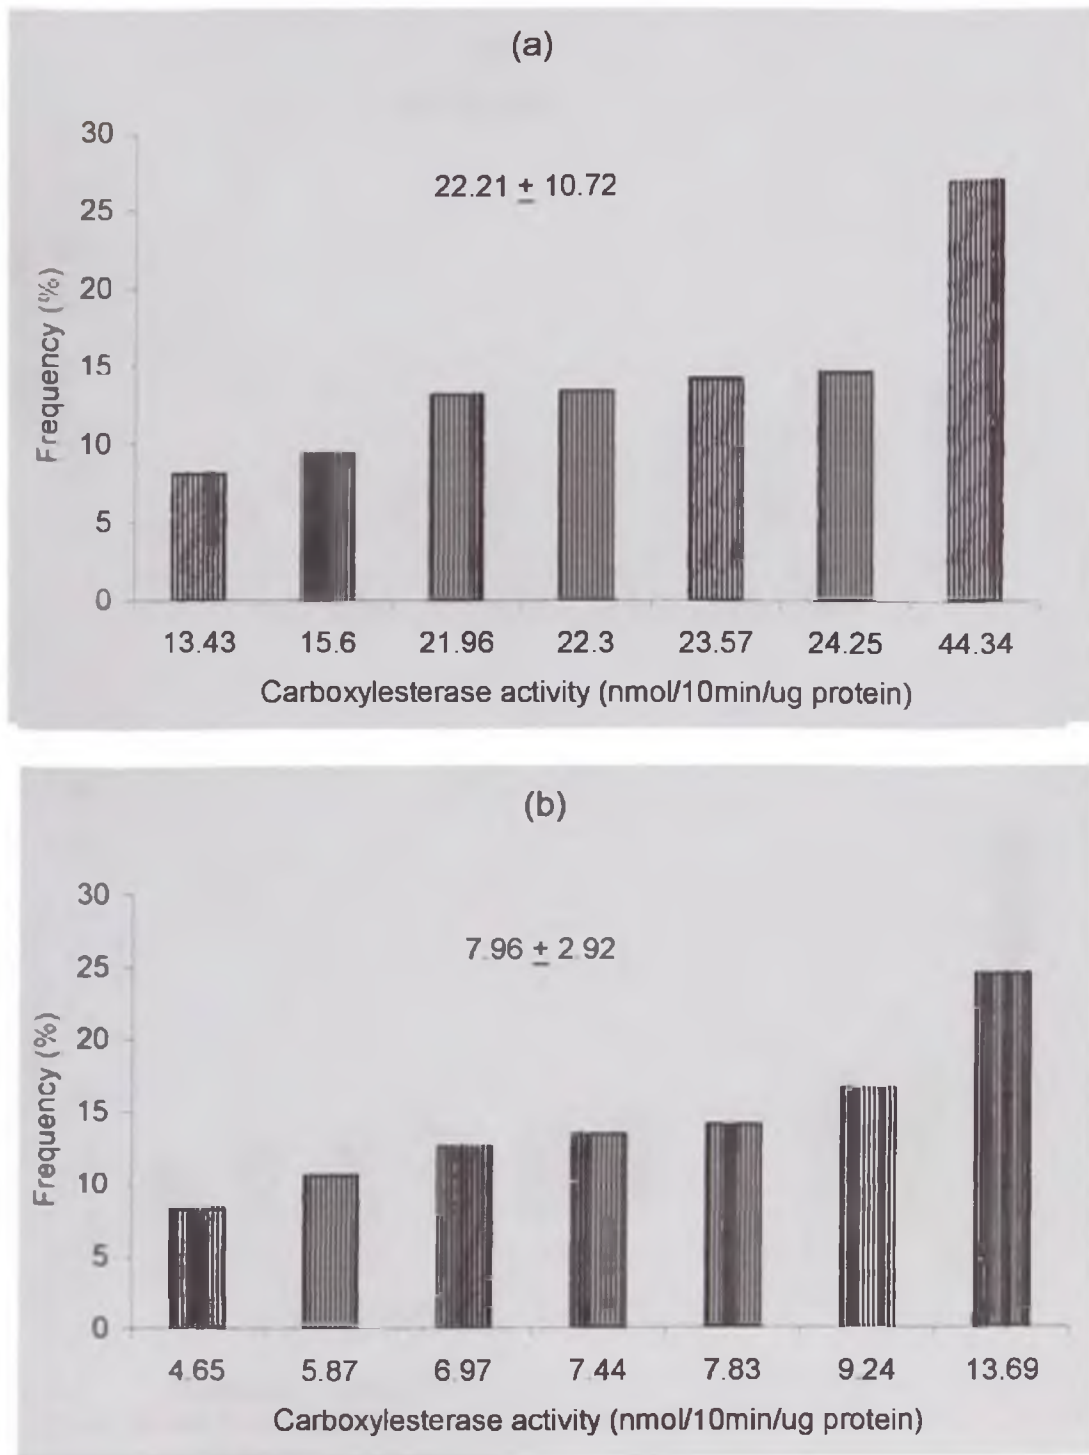 (a)
30
25
20
15
10
5
0
Frequency (%)
22.21 ± 10.72
13.43 15.6 21.96 22.3 23.57 24.25 44.34
Carboxylesterase activity (nmol/10min/ug protein)
(b)
30
25
20
15
10
5
0
Frequency (%)
7.96 ± 2.92
4.65 5.87 6.97 7.44 7.83 9.24 13.69
Carboxylesterase activity (nmol/10min/ug protein)